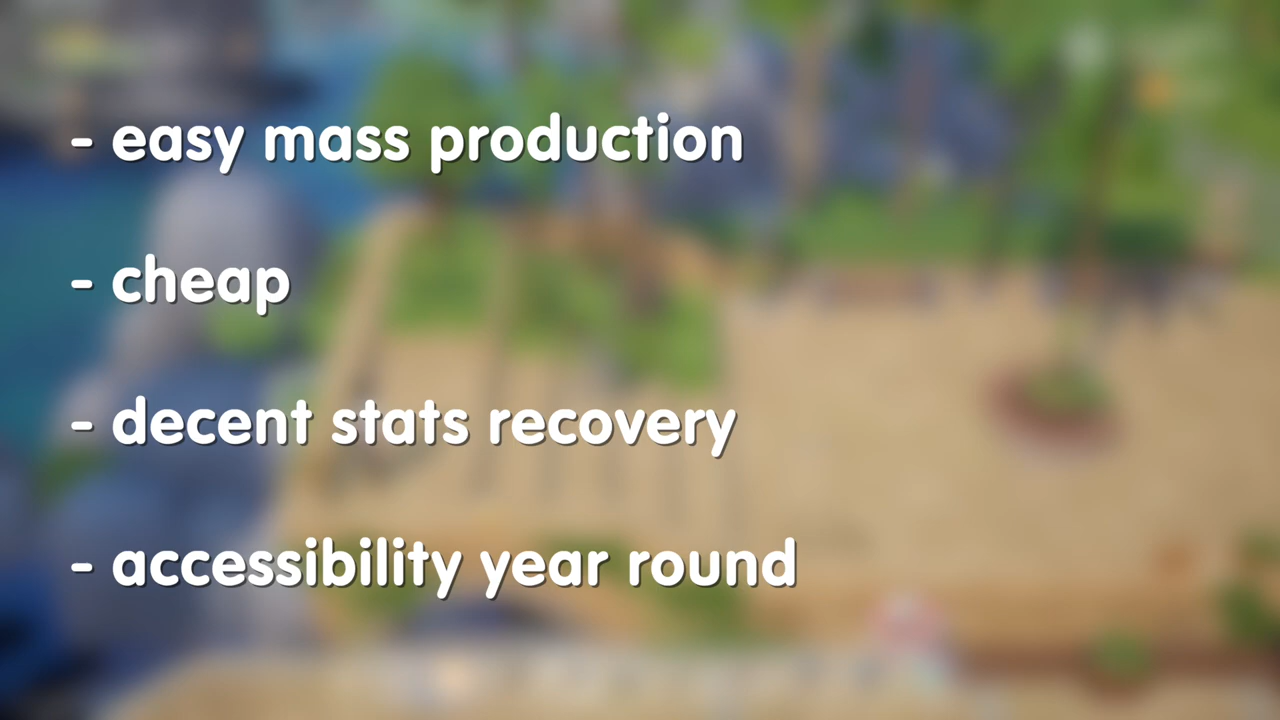 - easy mass production
- cheap
- decent stats recovery
- accessibility year round